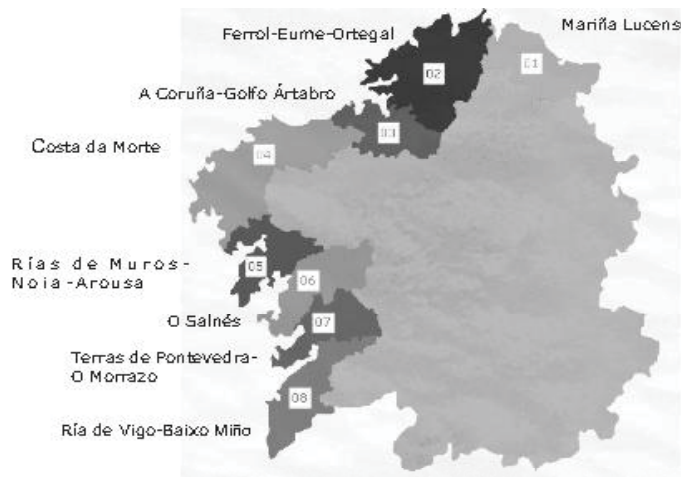 Ferrol-Eume-Ortegal
Mariña Lucens
02
01
A Coruña-Golfo Ártabro
03
Costa da Morte
04
Rías de Muros-
Noia-Arousa
05
06
O Salnés
07
Terras de Pontevedra-
O Morrazo
08
Ría de Vigo-Baixo Miño